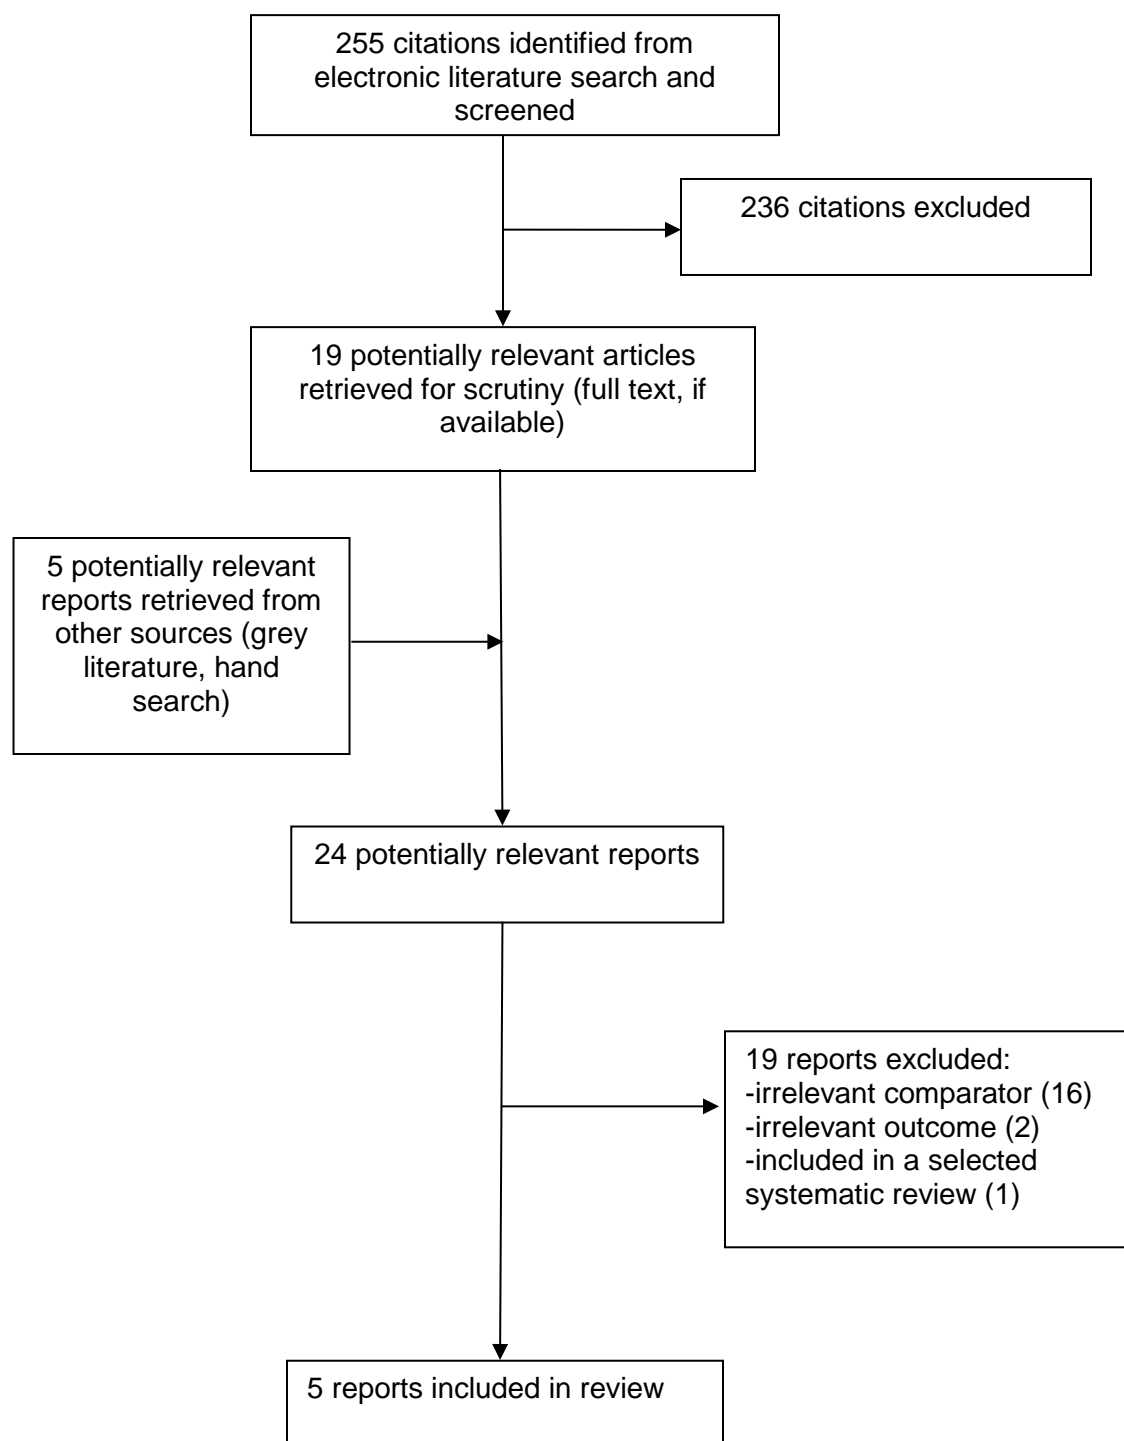 255 citations identified from
electronic literature search and
screened
236 citations excluded
19 potentially relevant articles
retrieved for scrutiny (full text, if
available)
5 potentially relevant
reports retrieved from
other sources (grey
literature, hand
search)
24 potentially relevant reports
19 reports excluded:
-irrelevant comparator (16)
-irrelevant outcome (2)
-included in a selected
systematic review (1)
5 reports included in review